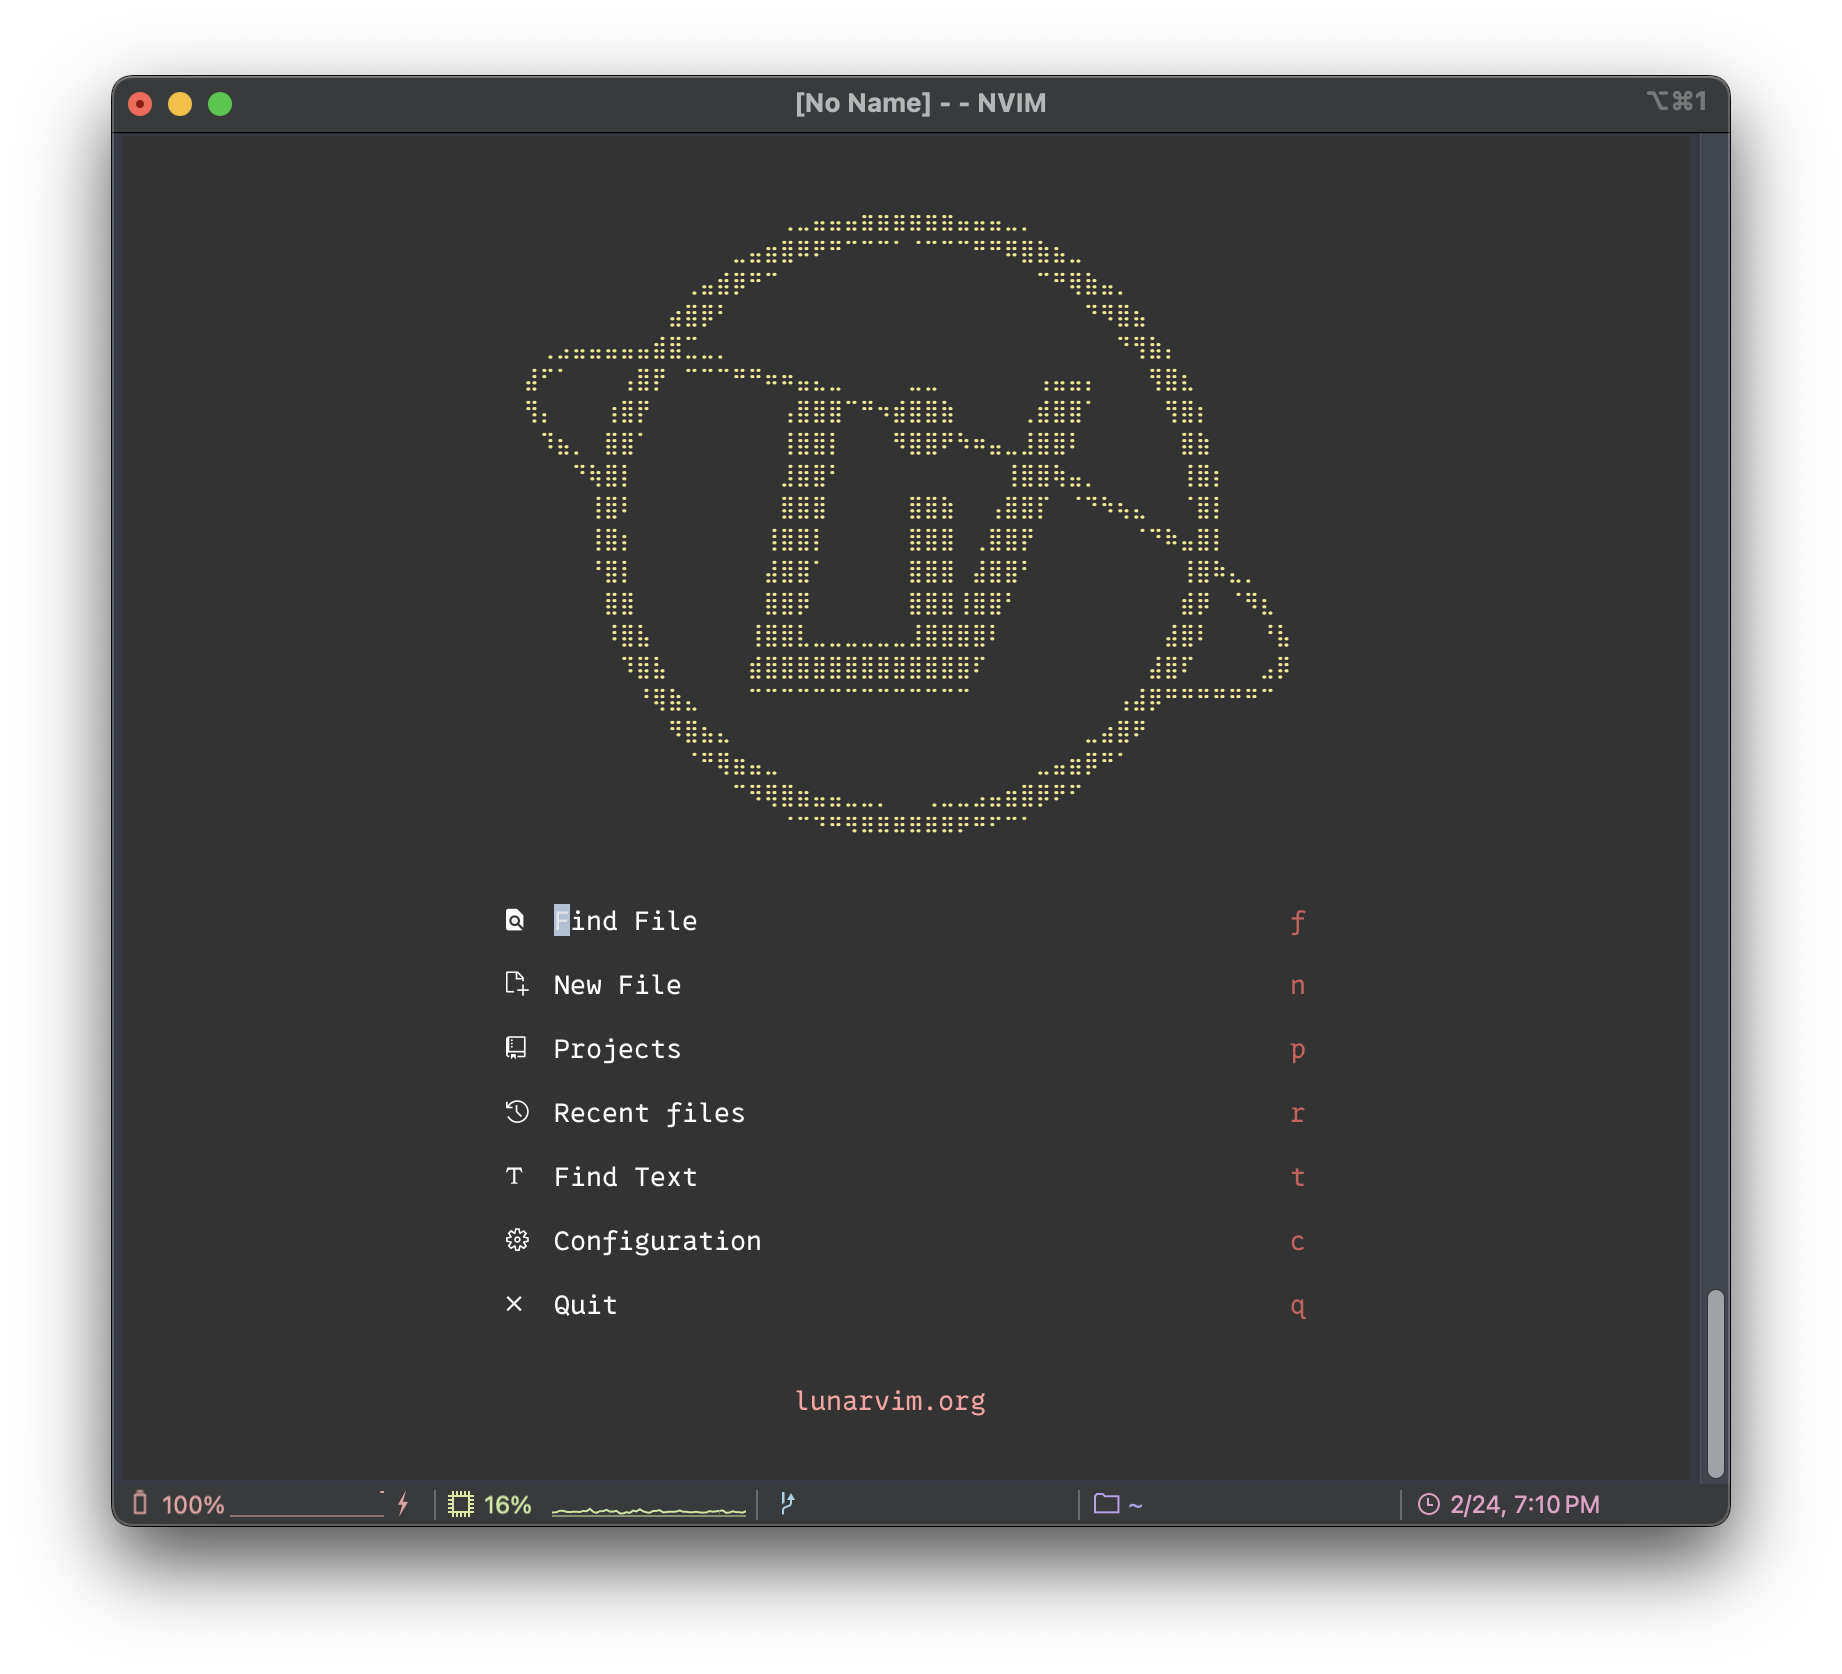 [No Name] - - NVIM ⌥⌘1
Find File f
New File n
Projects p
Recent files r
Find Text t
Configuration c
Quit q
lunarvim.org
100% 16% ~ 2/24, 7:10 PM